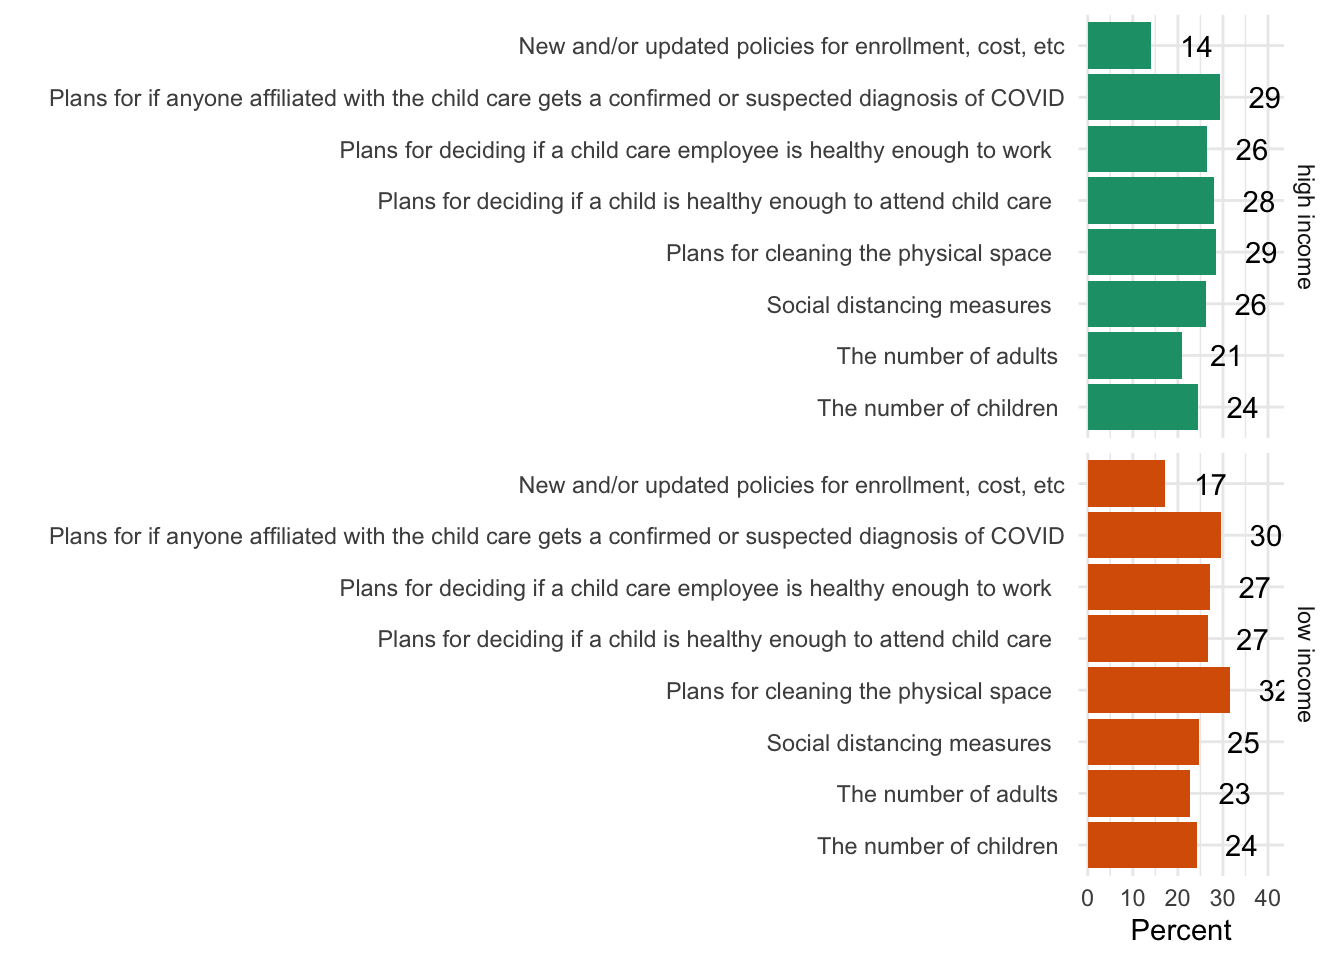 New and/or updated policies for enrollment, cost, etc 14
Plans for if anyone affiliated with the child care gets a confirmed or suspected diagnosis of COVID 29
Plans for deciding if a child care employee is healthy enough to work 26
Plans for deciding if a child is healthy enough to attend child care 28
Plans for cleaning the physical space 29
Social distancing measures 26
The number of adults 21
The number of children 24
high income
New and/or updated policies for enrollment, cost, etc 17
Plans for if anyone affiliated with the child care gets a confirmed or suspected diagnosis of COVID 30
Plans for deciding if a child care employee is healthy enough to work 27
Plans for deciding if a child is healthy enough to attend child care 27
Plans for cleaning the physical space 32
Social distancing measures 25
The number of adults 23
The number of children 24
low income
0 10 20 30 40
Percent